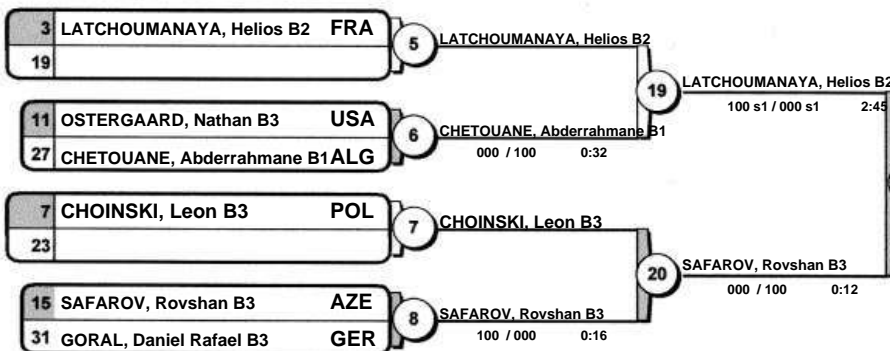 3 LATCHOUMANAYA, Helios B2 FRA
19
5
LATCHOUMANAYA, Helios B2
11 OSTERGAARD, Nathan B3 USA
27 CHETOUANE, Abderrahmane B1 ALG
6
CHETOUANE, Abderrahmane B1
000 / 100 0:32
19
LATCHOUMANAYA, Helios B2
100 s1 / 000 s1 2:45
7 CHOINSKI, Leon B3 POL
23
7
CHOINSKI, Leon B3
15 SAFAROV, Rovshan B3 AZE
31 GORAL, Daniel Rafael B3 GER
8
SAFAROV, Rovshan B3
100 / 000 0:16
20
SAFAROV, Rovshan B3
000 / 100 0:12